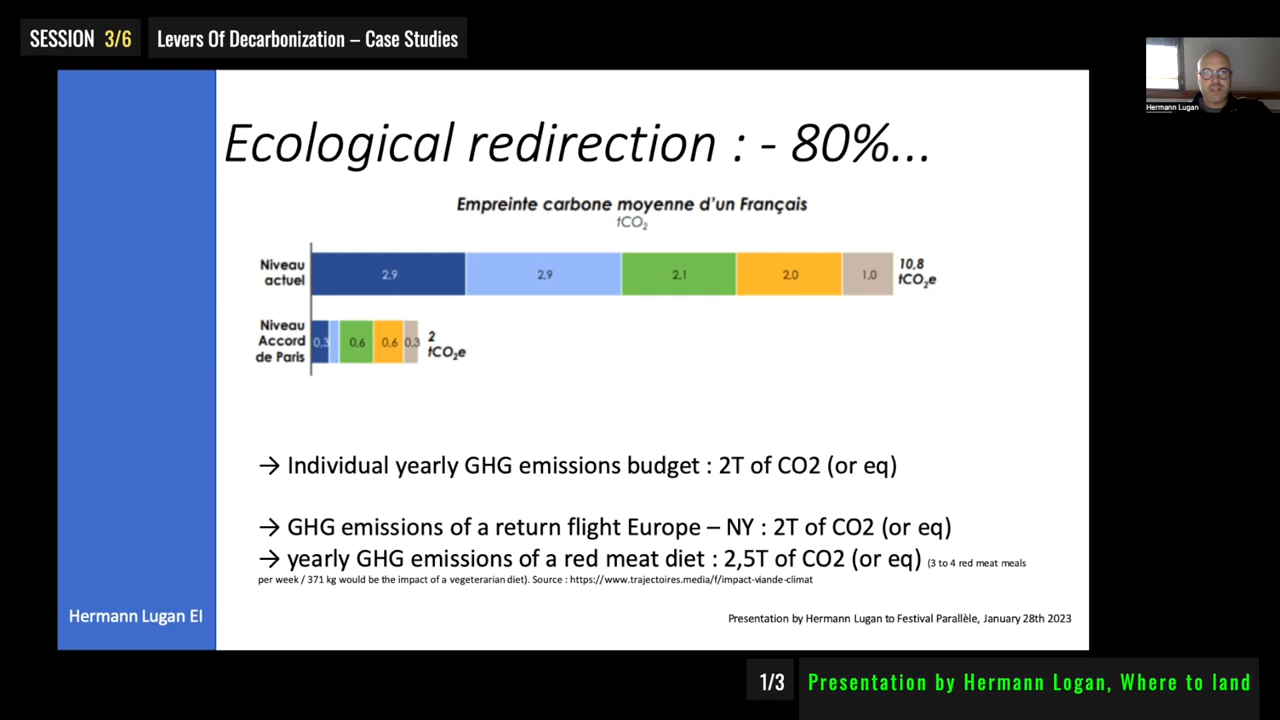 SESSION 3/6
Levers Of Decarbonization – Case Studies
Hermann Lugan
Ecological redirection : - 80%...
Empreinte carbone moyenne d'un Français
tCO₂
Niveau
actuel
2,9
2,9
2,1
2,0
1,0
10,8
tCO₂e
Niveau
Accord
de Paris
0,3
0,6
0,6
0,3
2
tCO₂e
→ Individual yearly GHG emissions budget : 2T of CO2 (or eq)
→ GHG emissions of a return flight Europe – NY : 2T of CO2 (or eq)
→ yearly GHG emissions of a red meat diet : 2,5T of CO2 (or eq) (3 to 4 red meat meals
per week / 371 kg would be the impact of a vegeterarian diet). Source : https://www.trajectoires.media/f/impact-viande-climat
Hermann Lugan EI
Presentation by Hermann Lugan to Festival Parallèle, January 28th 2023
1/3
Presentation by Hermann Logan, Where to land